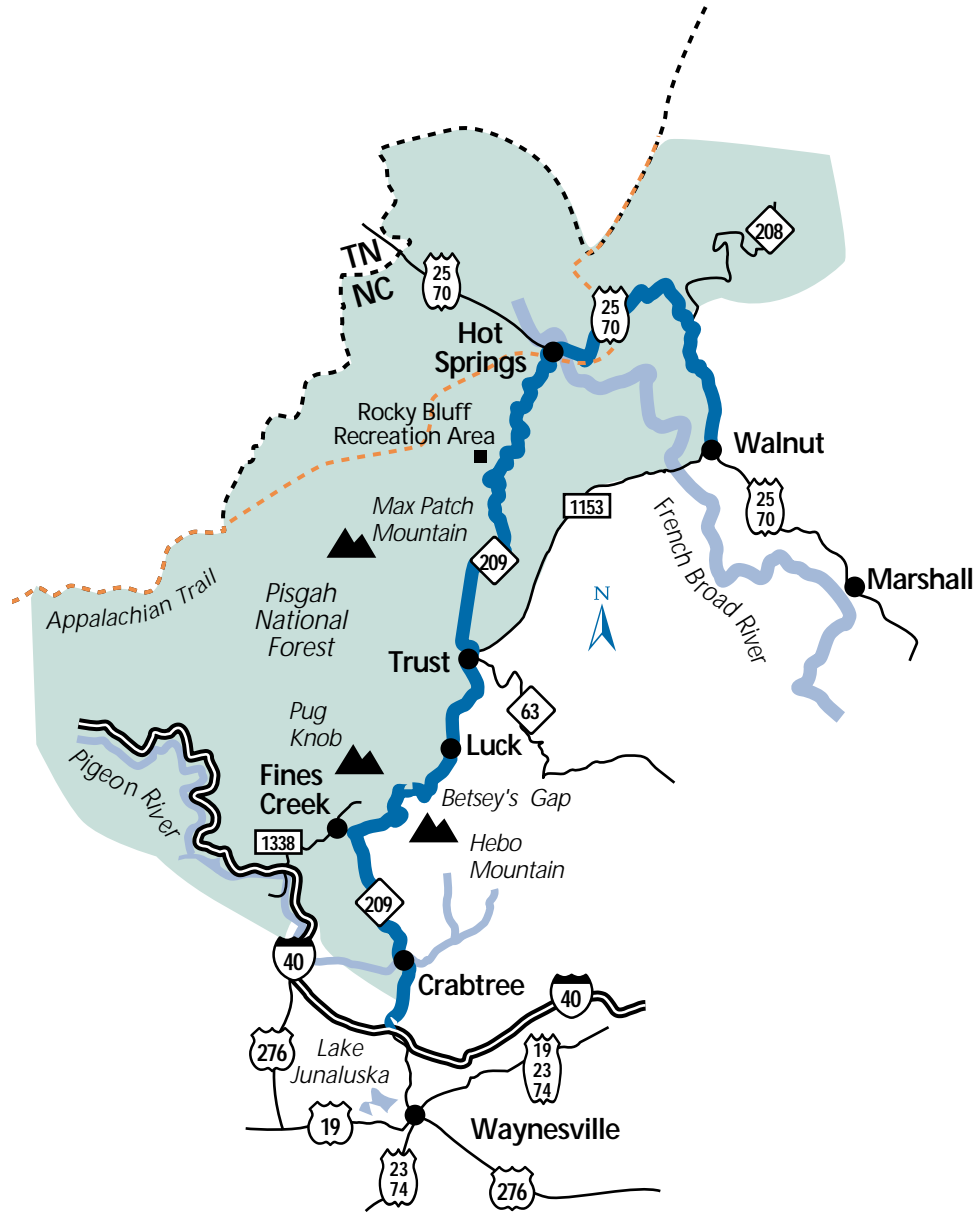 208
TN
NC
25
70
25
70
Hot
Springs
Rocky Bluff
Recreation Area
Walnut
1153
25
70
Max Patch
Mountain
209
French Broad River
Marshall
Appalachian Trail
Pisgah
National
Forest
N
Trust
63
Pug
Knob
Luck
Pigeon River
Fines
Creek
Betsey's Gap
1338
Hebo
Mountain
209
40
Crabtree
40
276
Lake
Junaluska
19
23
74
19
Waynesville
23
74
276